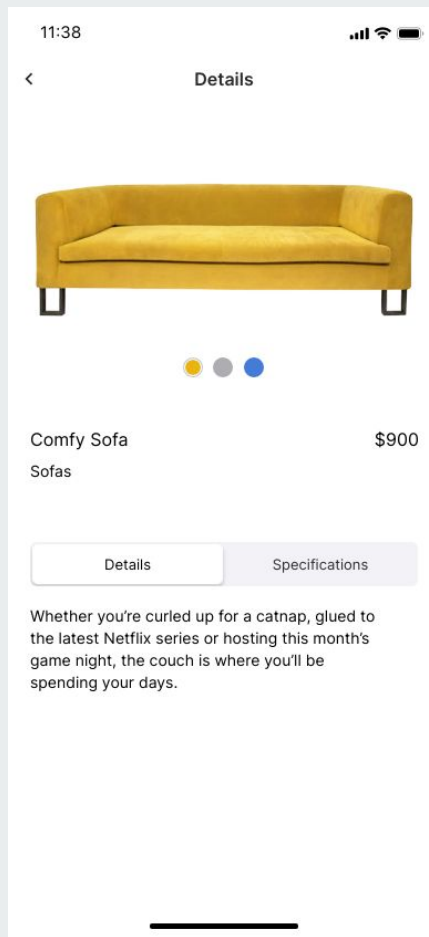 11:38
Details
Comfy Sofa $900
Sofas
Details Specifications
Whether you’re curled up for a catnap, glued to
the latest Netflix series or hosting this month’s
game night, the couch is where you’ll be
spending your days.